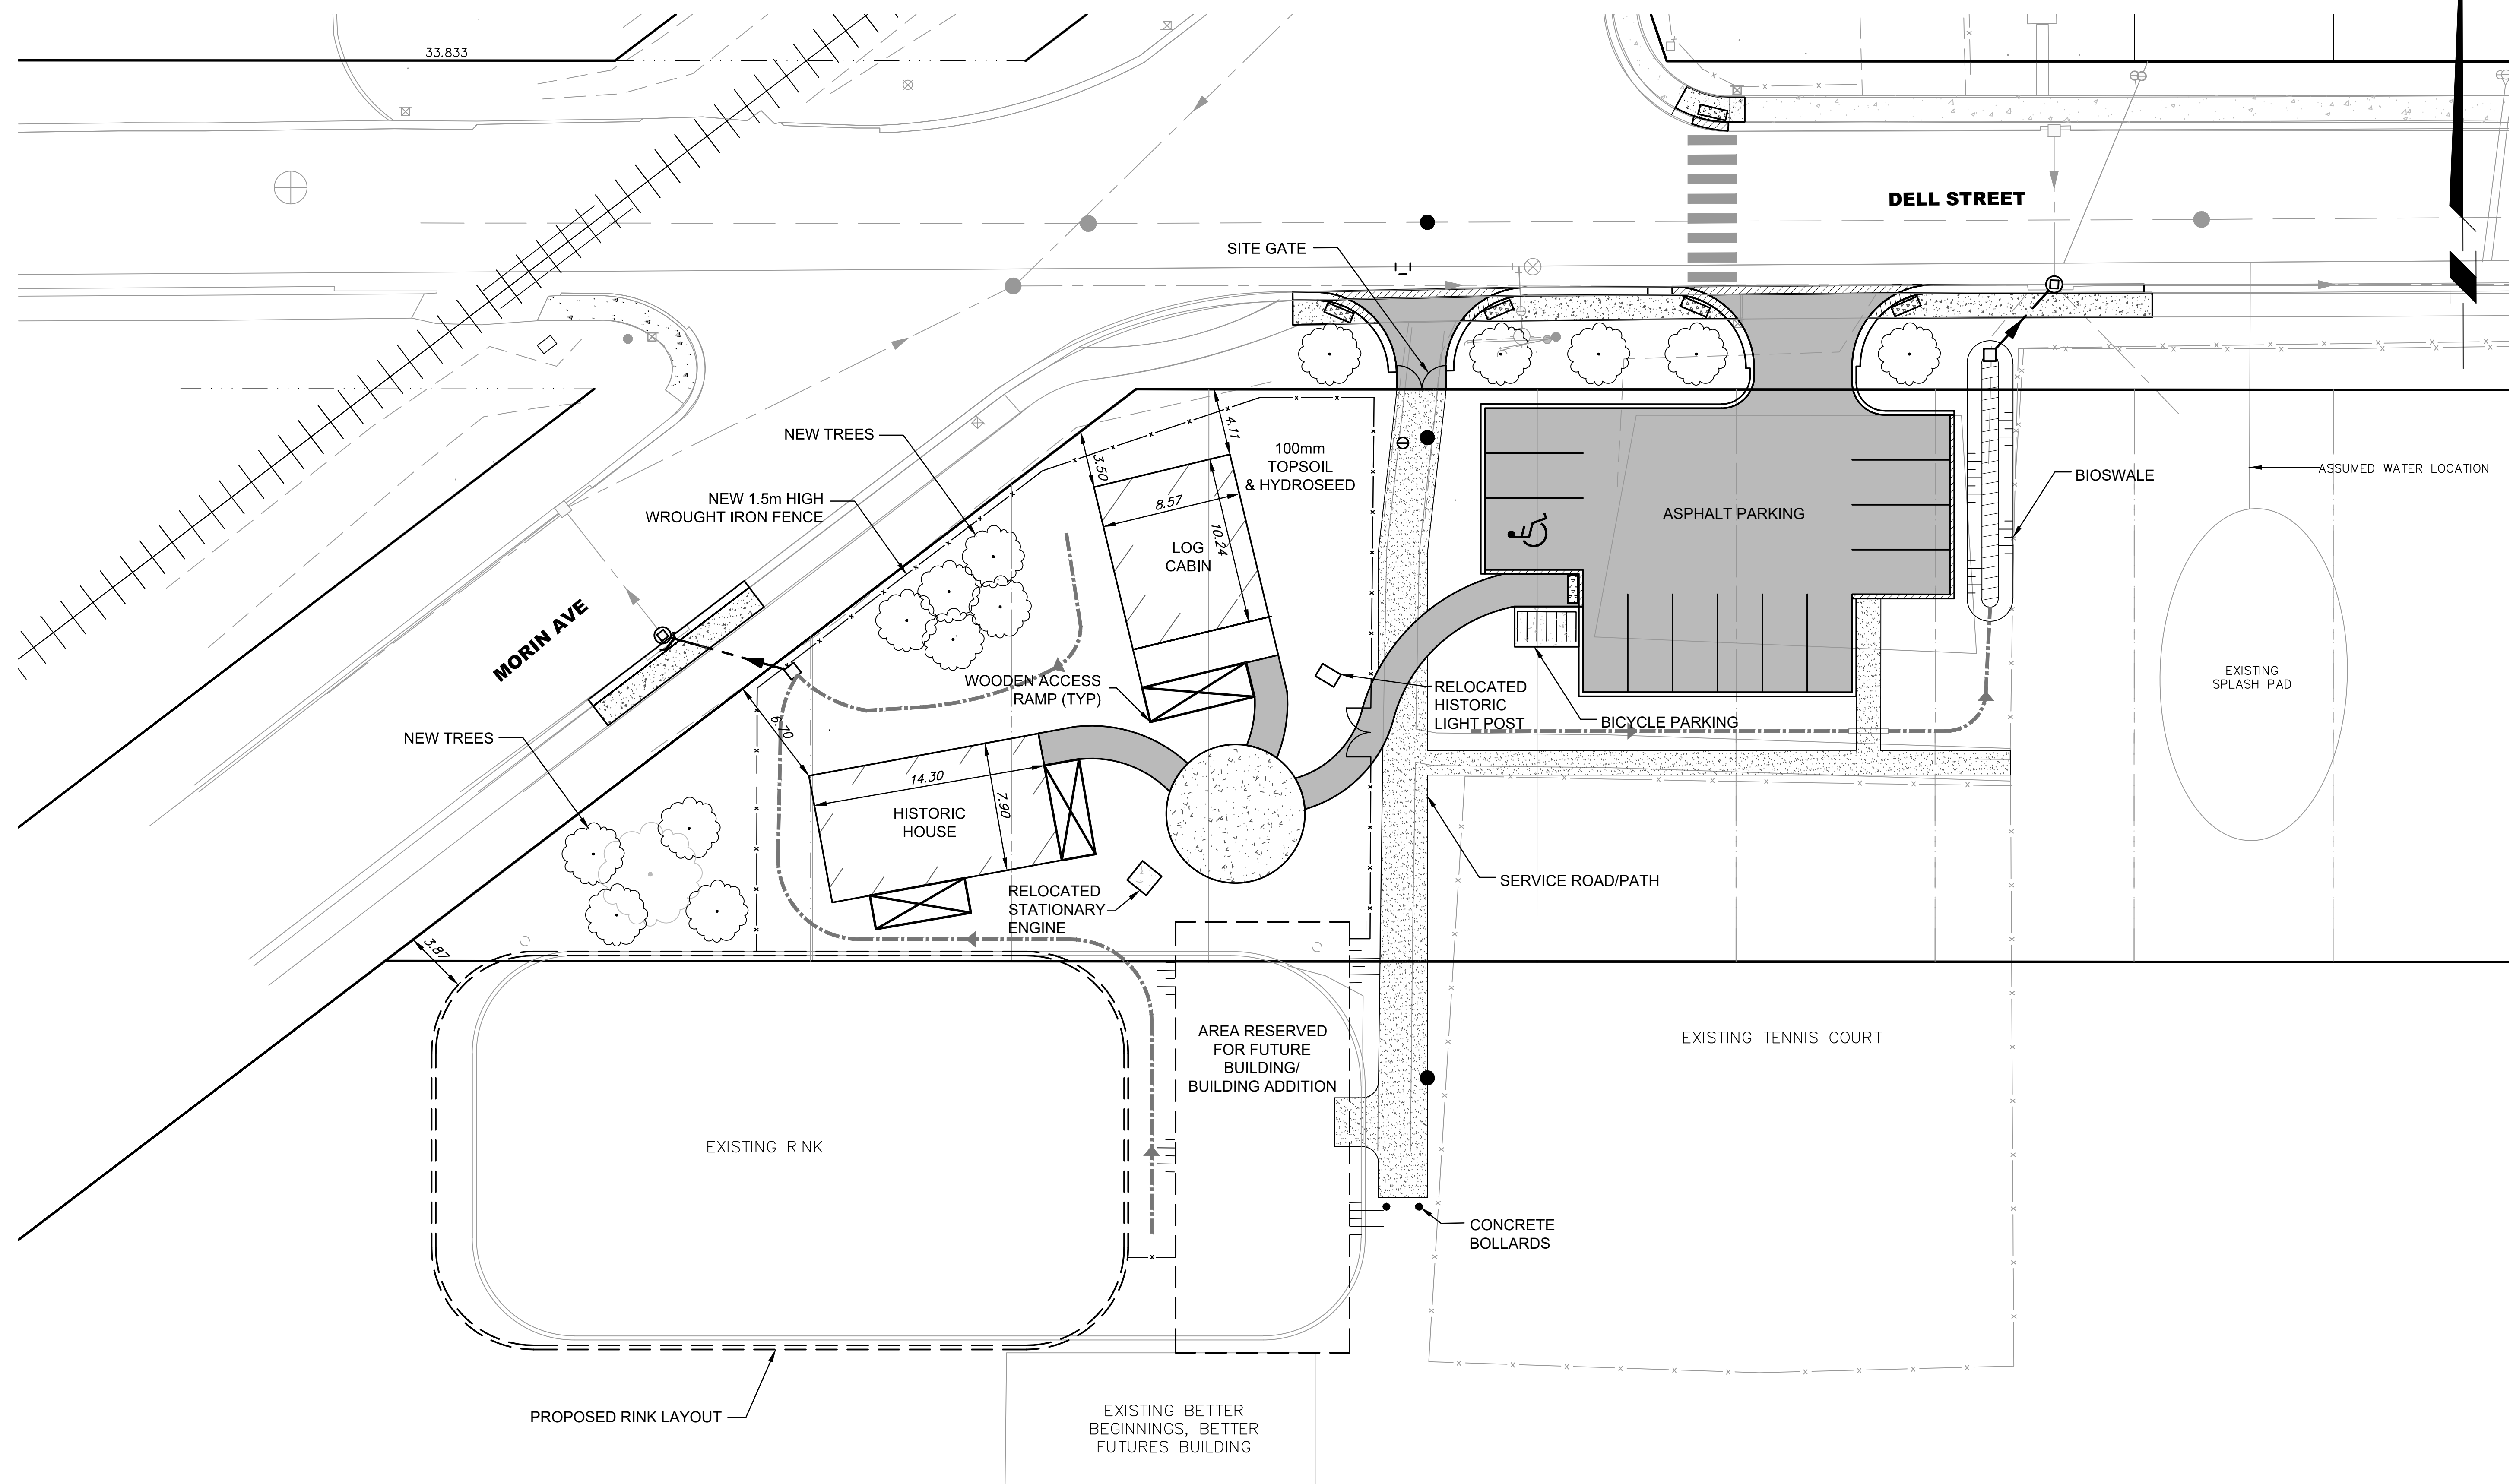 33.833
DELL STREET
SITE GATE
NEW TREES
4.11
3.50
100mm
TOPSOIL
& HYDROSEED
ASSUMED WATER LOCATION
BIOSWALE
NEW 1.5m HIGH
WROUGHT IRON FENCE
8.57
10.24
ASPHALT PARKING
LOG
CABIN
MORIN AVE
WOODEN ACCESS
RAMP (TYP)
RELOCATED
HISTORIC
LIGHT POST
BICYCLE PARKING
EXISTING
SPLASH PAD
6.70
NEW TREES
14.30
7.90
HISTORIC
HOUSE
RELOCATED
STATIONARY
ENGINE
SERVICE ROAD/PATH
3.87
AREA RESERVED
FOR FUTURE
BUILDING/
BUILDING ADDITION
EXISTING TENNIS COURT
EXISTING RINK
CONCRETE
BOLLARDS
PROPOSED RINK LAYOUT
EXISTING BETTER
BEGINNINGS, BETTER
FUTURES BUILDING